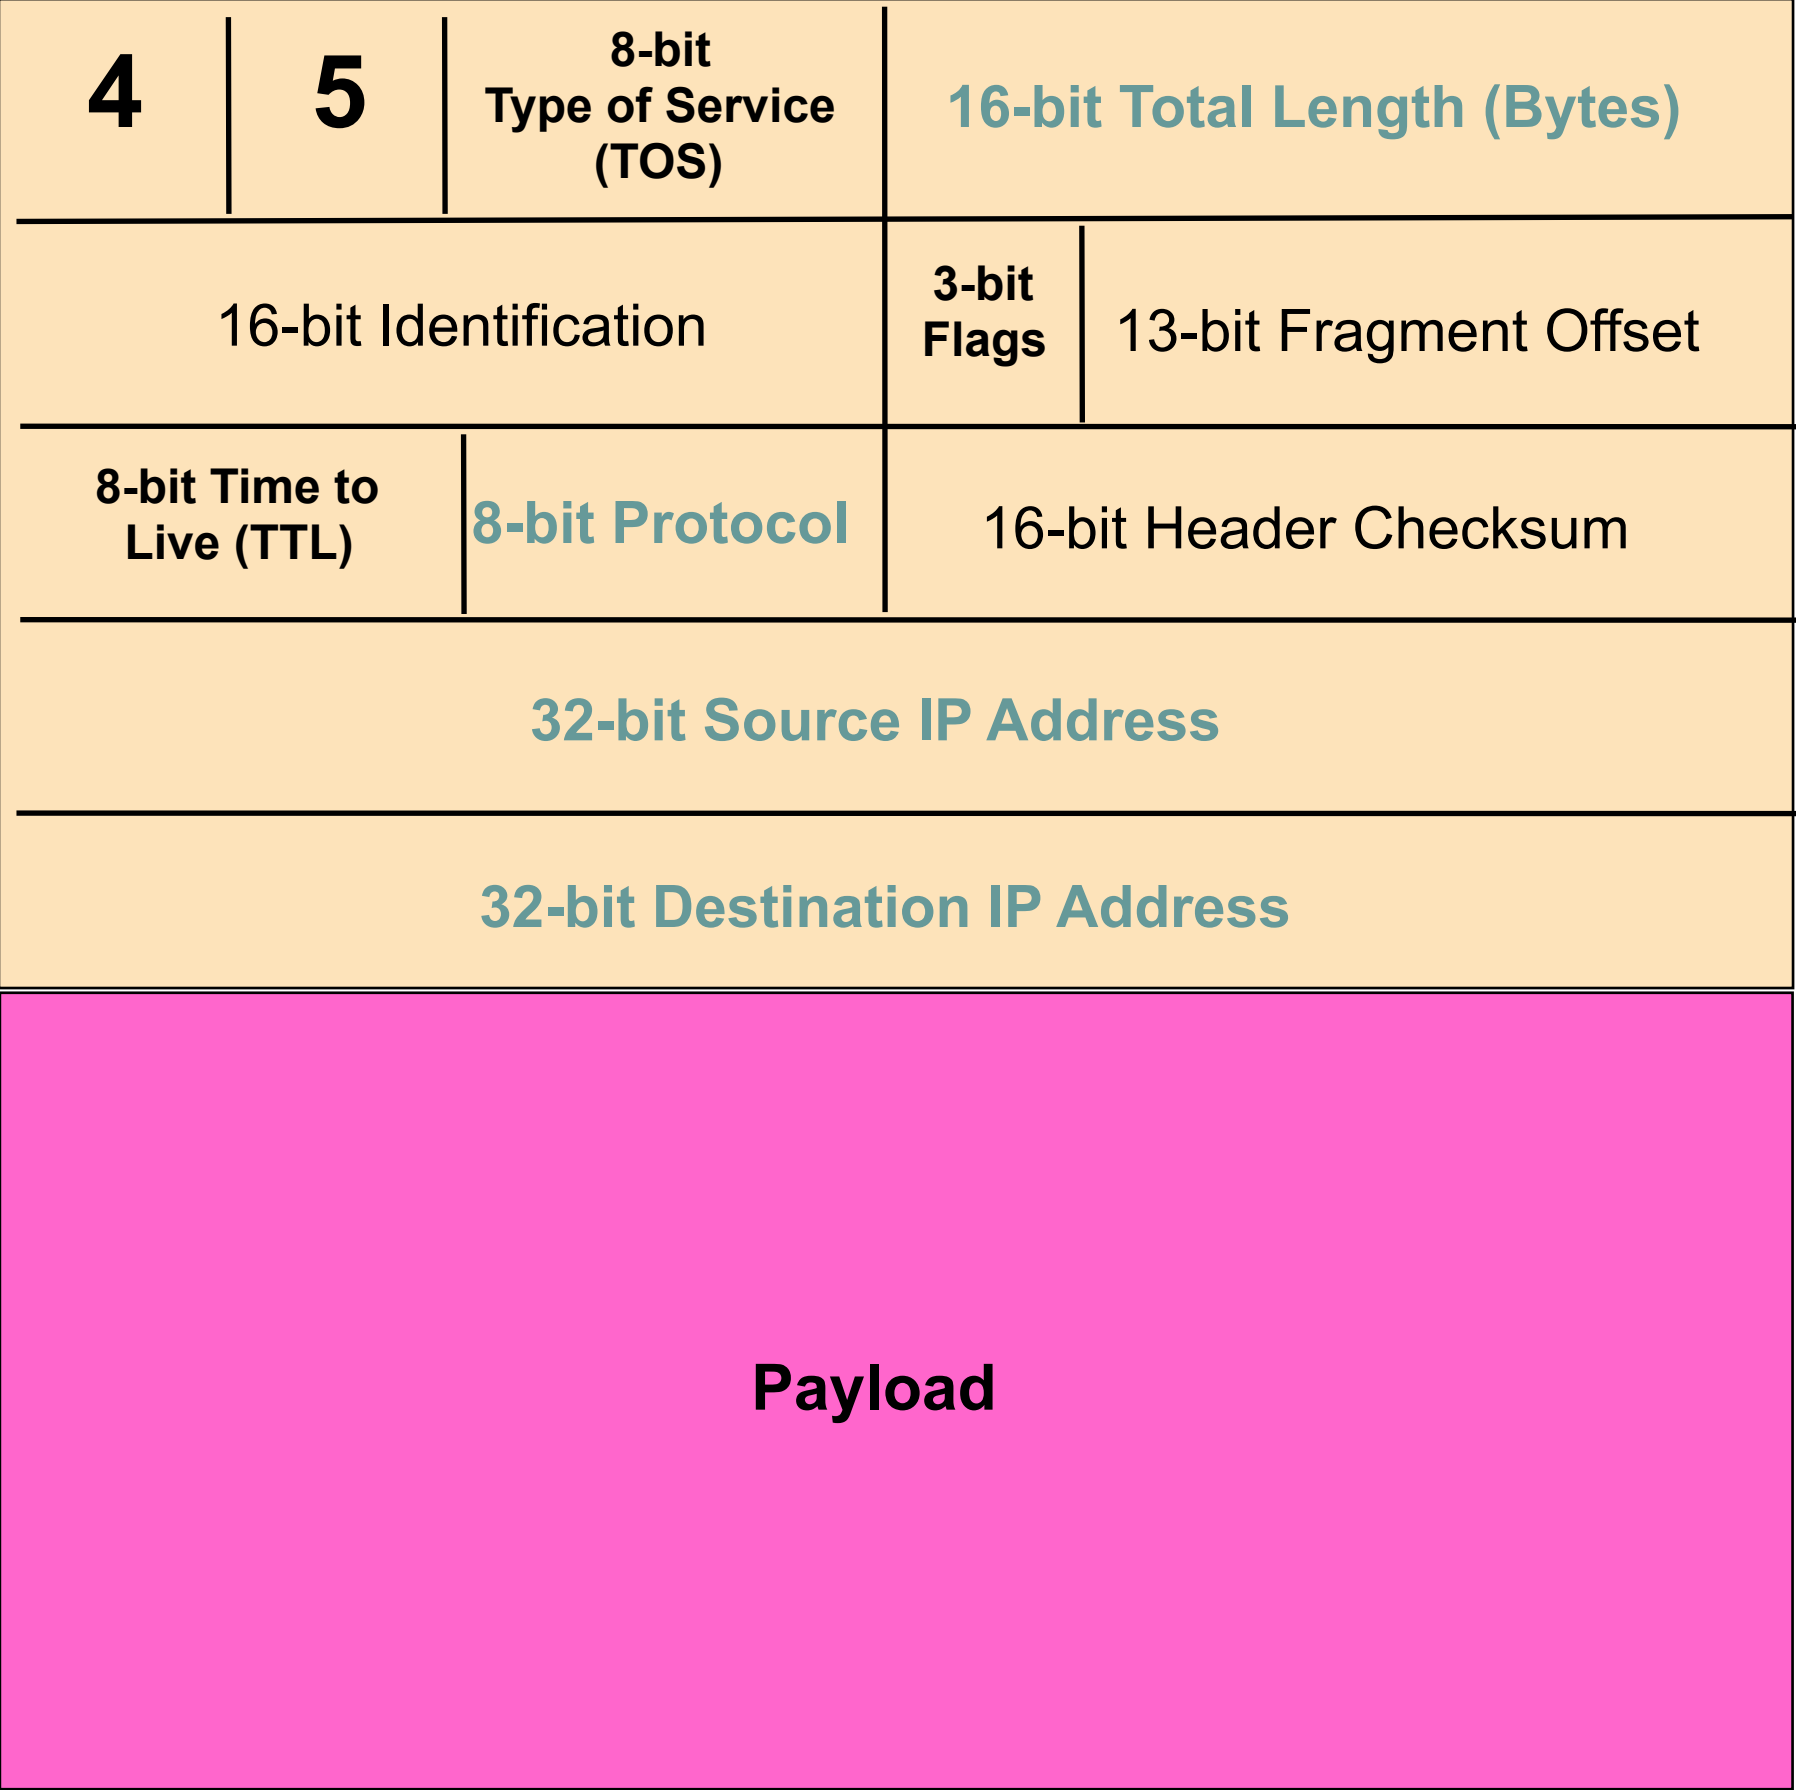 4
5
8-bit
Type of Service
(TOS)
16-bit Total Length (Bytes)
16-bit Identification
3-bit
Flags
13-bit Fragment Offset
8-bit Time to
Live (TTL)
8-bit Protocol
16-bit Header Checksum
32-bit Source IP Address
32-bit Destination IP Address
Payload